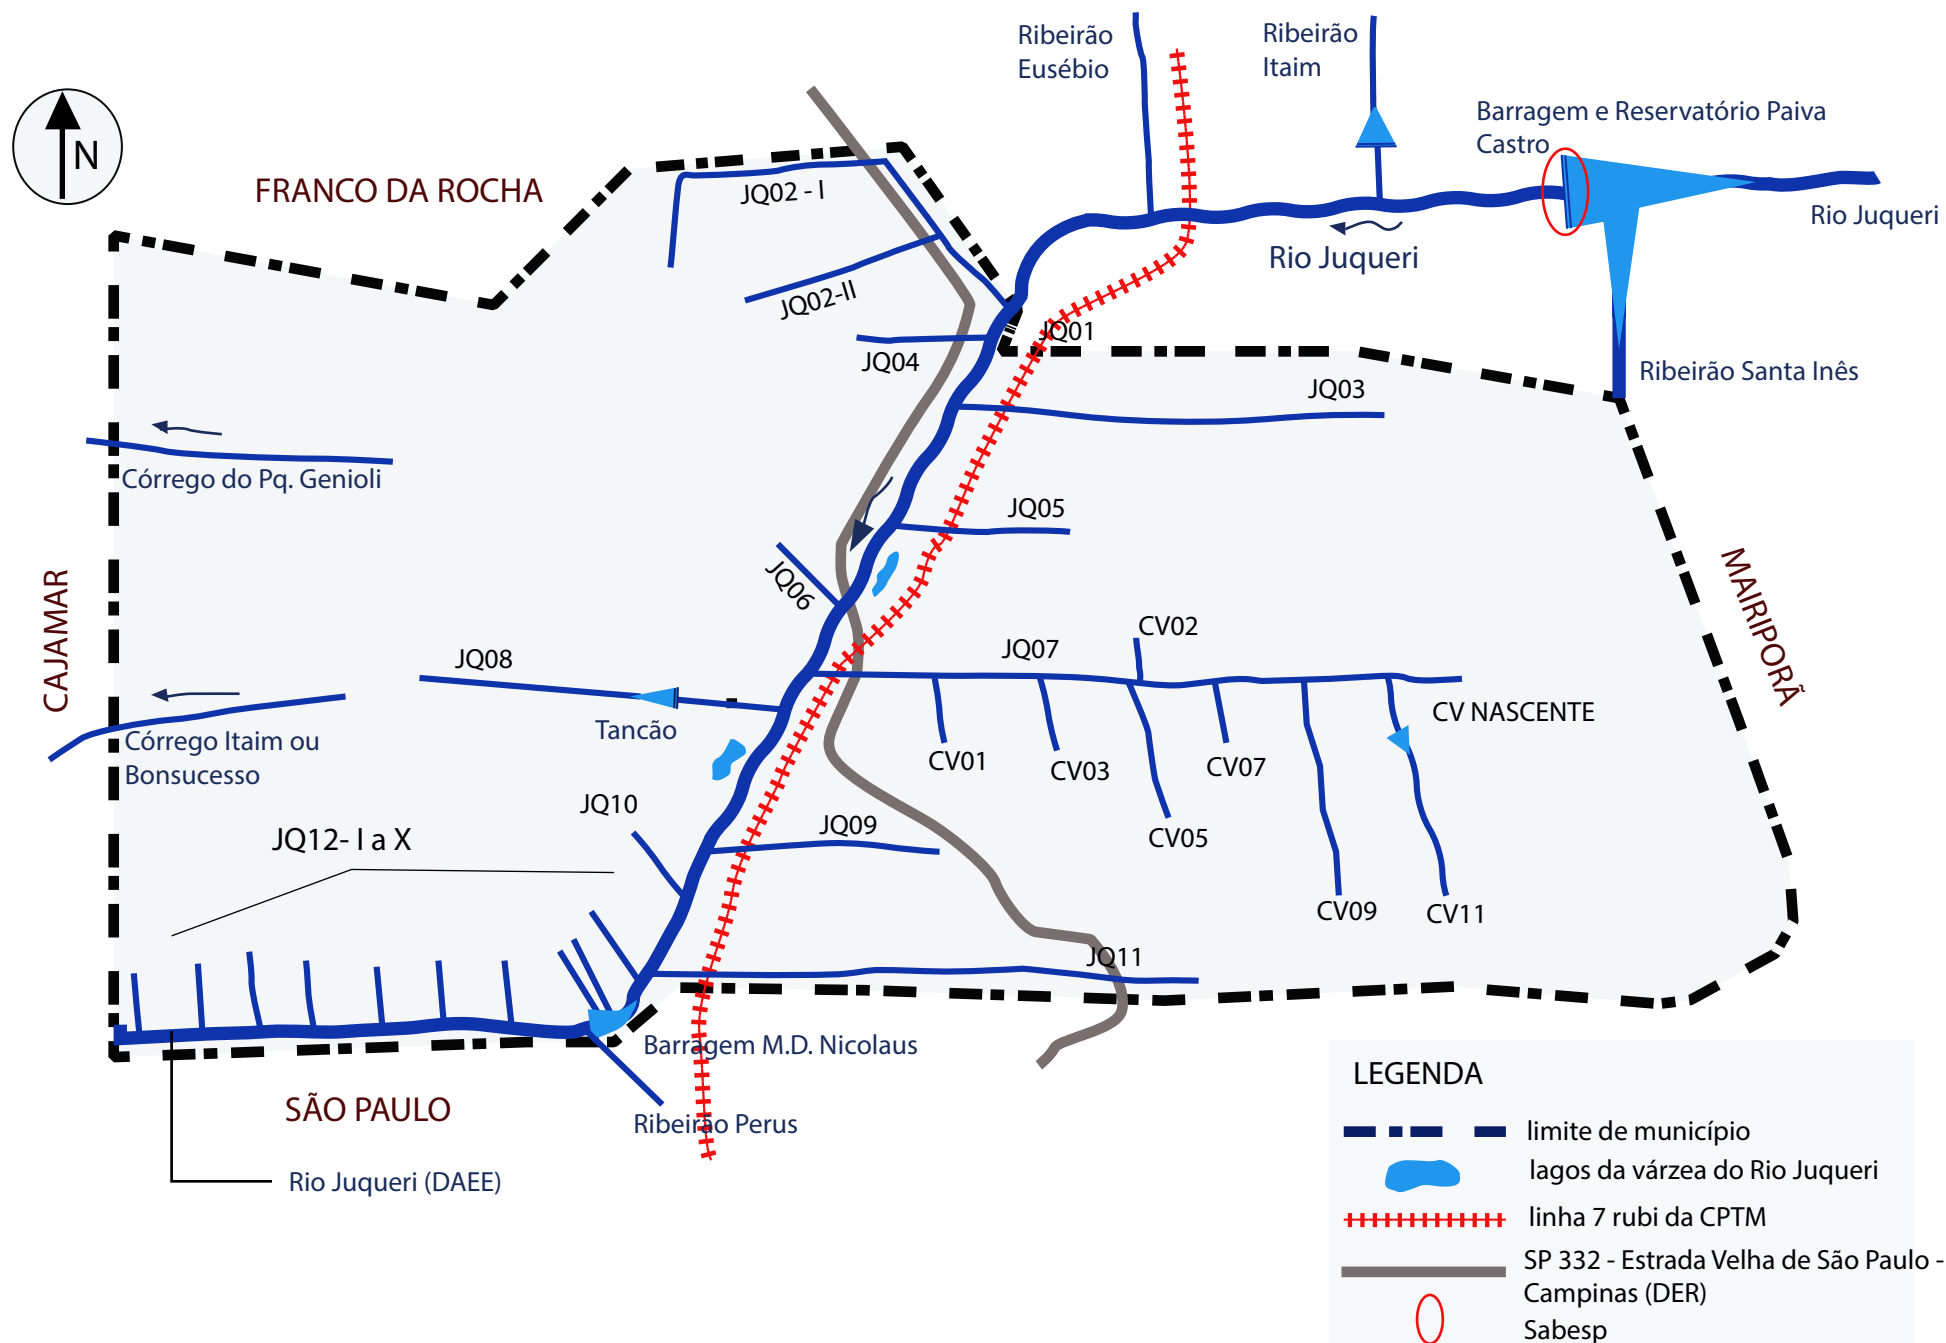 Ribeirão
Eusébio
Ribeirão
Itaim
Barragem e Reservatório Paiva
Castro
N
FRANCO DA ROCHA
JQ02 - I
Rio Juqueri
Rio Juqueri
JQ02-II
JQ01
JQ04
Ribeirão Santa Inês
JQ03
Córrego do Pq. Genioli
JQ05
CAJAMAR
JQ06
MAIRIPORÃ
CV02
JQ07
JQ08
CV NASCENTE
Tancão
Córrego Itaim ou
Bonsucesso
CV01
CV03
CV07
JQ10
JQ09
CV05
JQ12- I a X
CV09
CV11
JQ11
Barragem M.D. Nicolaus
SÃO PAULO
Ribeirão Perus
Rio Juqueri (DAEE)
LEGENDA
limite de município
lagos da várzea do Rio Juqueri
linha 7 rubi da CPTM
SP 332 - Estrada Velha de São Paulo -
Campinas (DER)
Sabesp